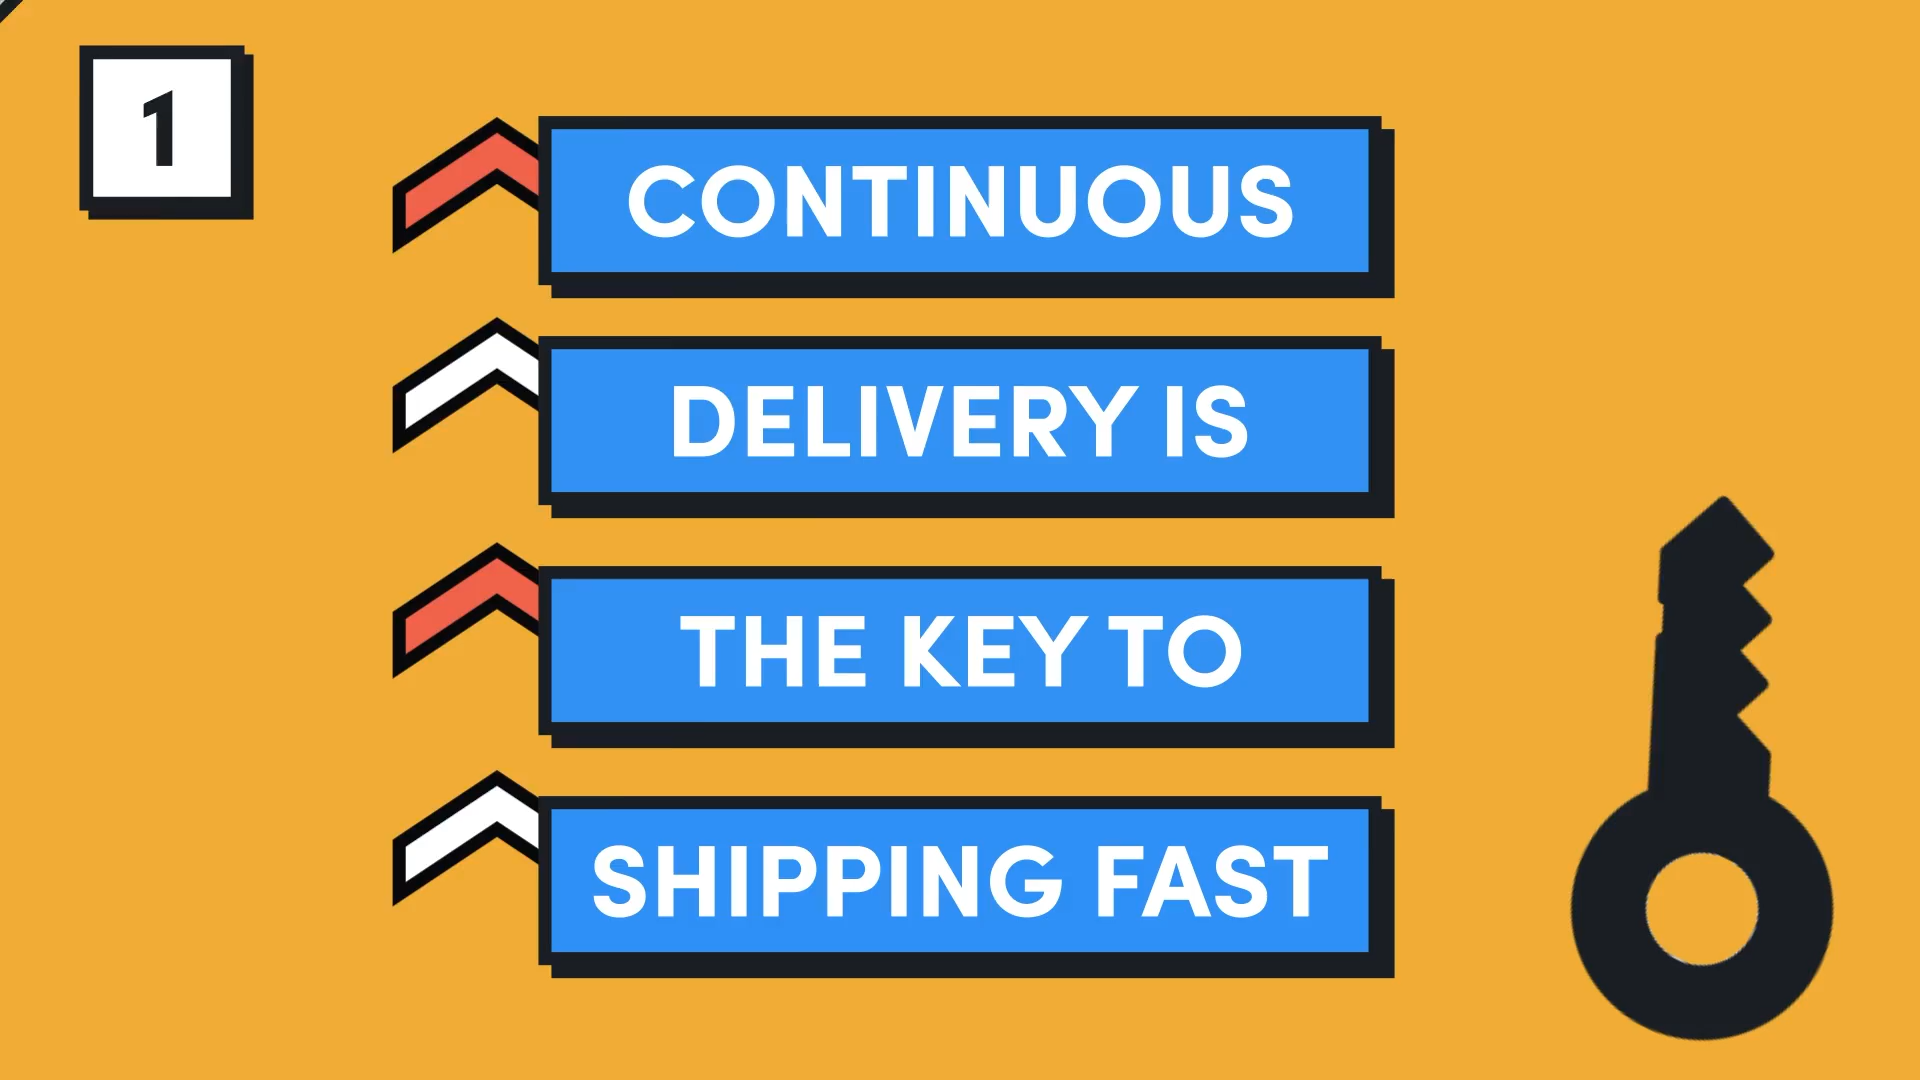 1
CONTINUOUS
DELIVERY IS
THE KEY TO
SHIPPING FAST